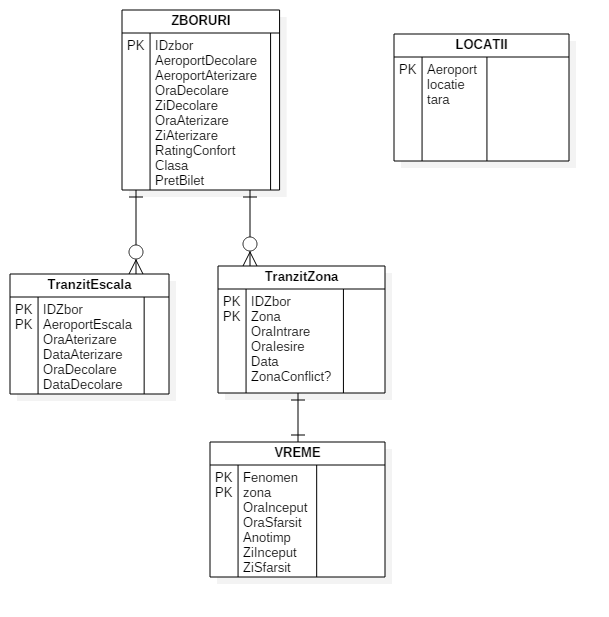 ZBORURI
PK IDzbor
AeroportDecolare
AeroportAterizare
OraDecolare
ZiDecolare
OraAterizare
ZiAterizare
RatingConfort
Clasa
PretBilet
LOCATII
PK Aeroport
locatie
tara
TranzitEscala
PK IDZbor
PK AeroportEscala
OraAterizare
DataAterizare
OraDecolare
DataDecolare
TranzitZona
PK IDZbor
PK Zona
OraIntrare
OraIesire
Data
ZonaConflict?
VREME
PK Fenomen
PK zona
OraInceput
OraSfarsit
Anotimp
ZiInceput
ZiSfarsit